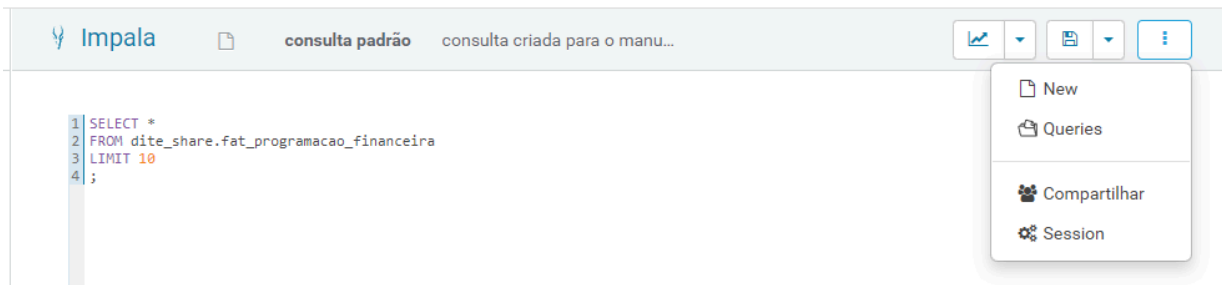 Impala consulta padrão consulta criada para o manu...
New
Queries
Compartilhar
Session
1 SELECT *
2 FROM dite_share.fat_programacao_financeira
3 LIMIT 10
4 ;